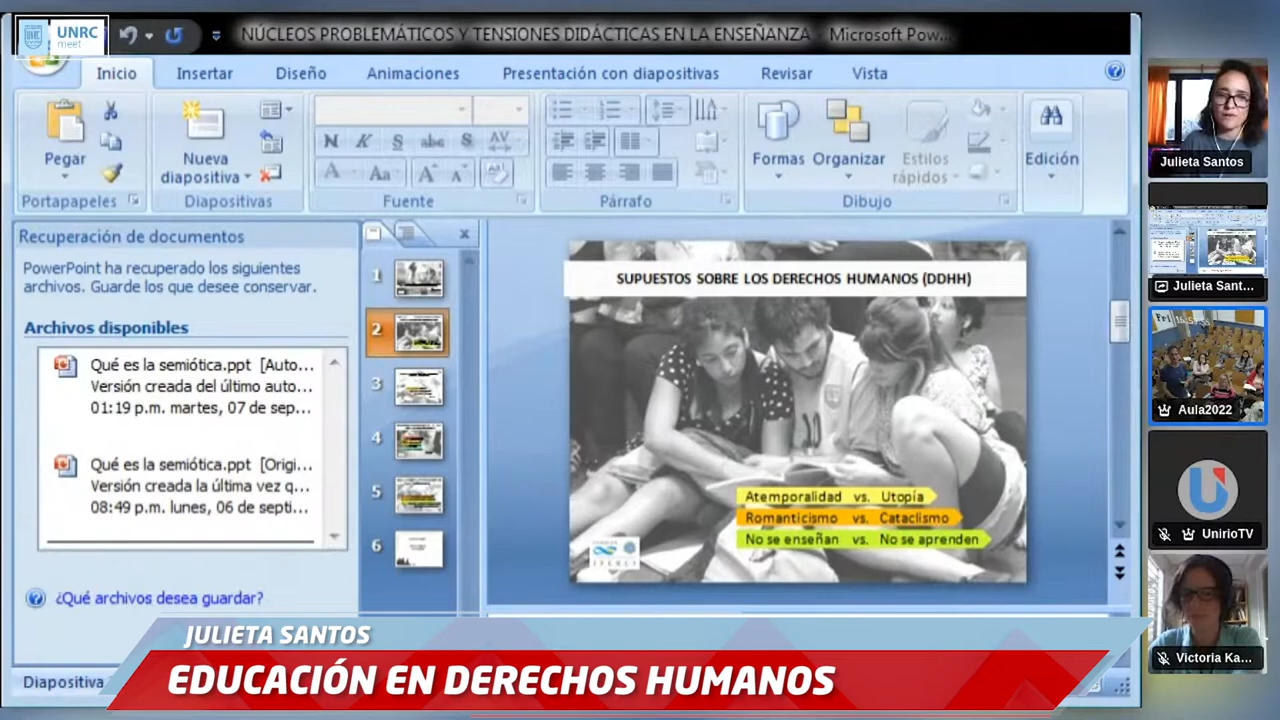 UNRC
meet
NÚCLEOS PROBLEMÁTICOS Y TENSIONES DIDÁCTICAS EN LA ENSEÑANZA - Microsoft Pow...
Inicio
Insertar
Diseño
Animaciones
Presentación con diapositivas
Revisar
Vista
Pegar
Nueva
diapositiva
Formas
Organizar
Estilos
rápidos
Edición
Portapapeles
Diapositivas
Fuente
Párrafo
Dibujo
Recuperación de documentos
PowerPoint ha recuperado los siguientes
archivos. Guarde los que desee conservar.
Archivos disponibles
Qué es la semiótica.ppt [Auto...
Versión creada del último auto...
01:19 p.m. martes, 07 de sep...
Qué es la semiótica.ppt [Origi...
Versión creada la última vez q...
08:49 p.m. lunes, 06 de septi...
¿Qué archivos desea guardar?
Diapositiva
1
2
3
4
5
6
SUPUESTOS SOBRE LOS DERECHOS HUMANOS (DDHH)
Atemporalidad vs. Utopía
Romanticismo vs. Cataclismo
No se enseñan vs. No se aprenden
JULIETA SANTOS
EDUCACIÓN EN DERECHOS HUMANOS
Julieta Santos
Julieta Sant...
Aula2022
UnirioTV
Victoria Ka...